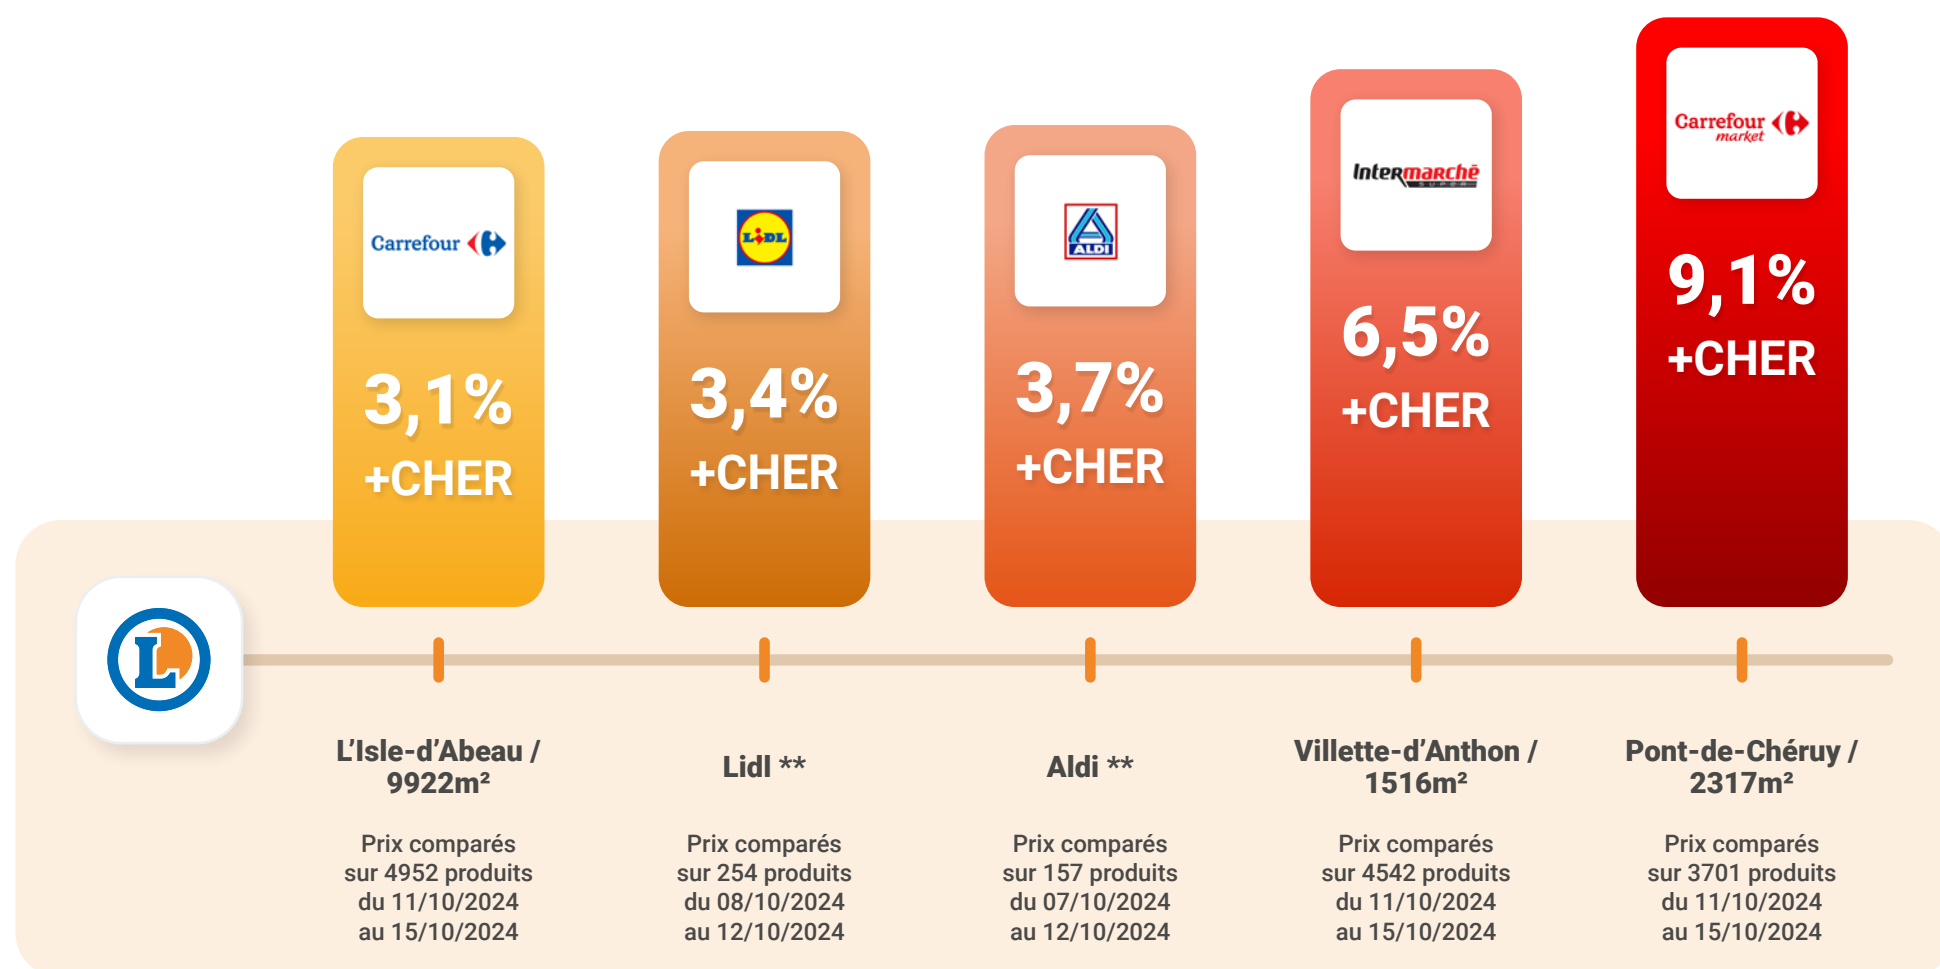 Carrefour
3,1%
+CHER
LIDL
3,4%
+CHER
ALDI
3,7%
+CHER
Intermarchē
SUPER
6,5%
+CHER
Carrefour
market
9,1%
+CHER
L
L’Isle-d’Abeau /
9922m²
Prix comparés
sur 4952 produits
du 11/10/2024
au 15/10/2024
Lidl **
Prix comparés
sur 254 produits
du 08/10/2024
au 12/10/2024
Aldi **
Prix comparés
sur 157 produits
du 07/10/2024
au 12/10/2024
Villette-d’Anthon /
1516m²
Prix comparés
sur 4542 produits
du 11/10/2024
au 15/10/2024
Pont-de-Chéruy /
2317m²
Prix comparés
sur 3701 produits
du 11/10/2024
au 15/10/2024